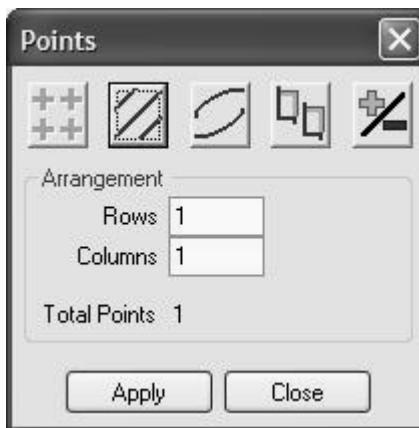 Points
Arrangement
Rows 1
Columns 1
Total Points 1
Apply Close